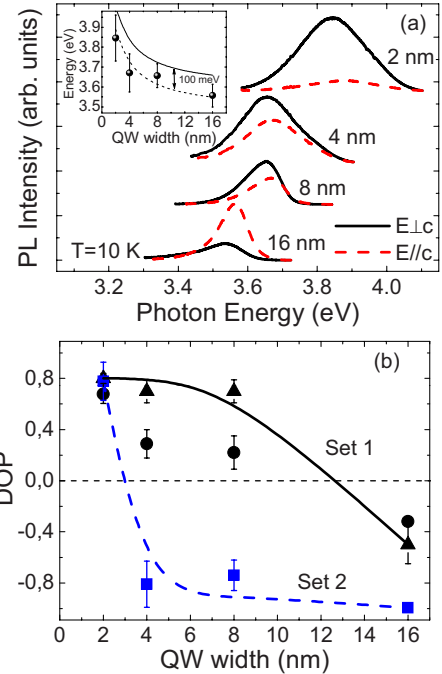 (a)
3.9
3.8
3.7
3.6
3.5
Energy (eV)
100 meV
0 4 8 12 16
QW width (nm)
2 nm
4 nm
8 nm
16 nm
E⊥c
E//c
T=10 K
PL Intensity (arb. units)
3.2 3.4 3.6 3.8 4.0
Photon Energy (eV)
(b)
0,8
0,4
0,0
-0,4
-0,8
DOP
Set 1
Set 2
0 2 4 6 8 10 12 14 16
QW width (nm)